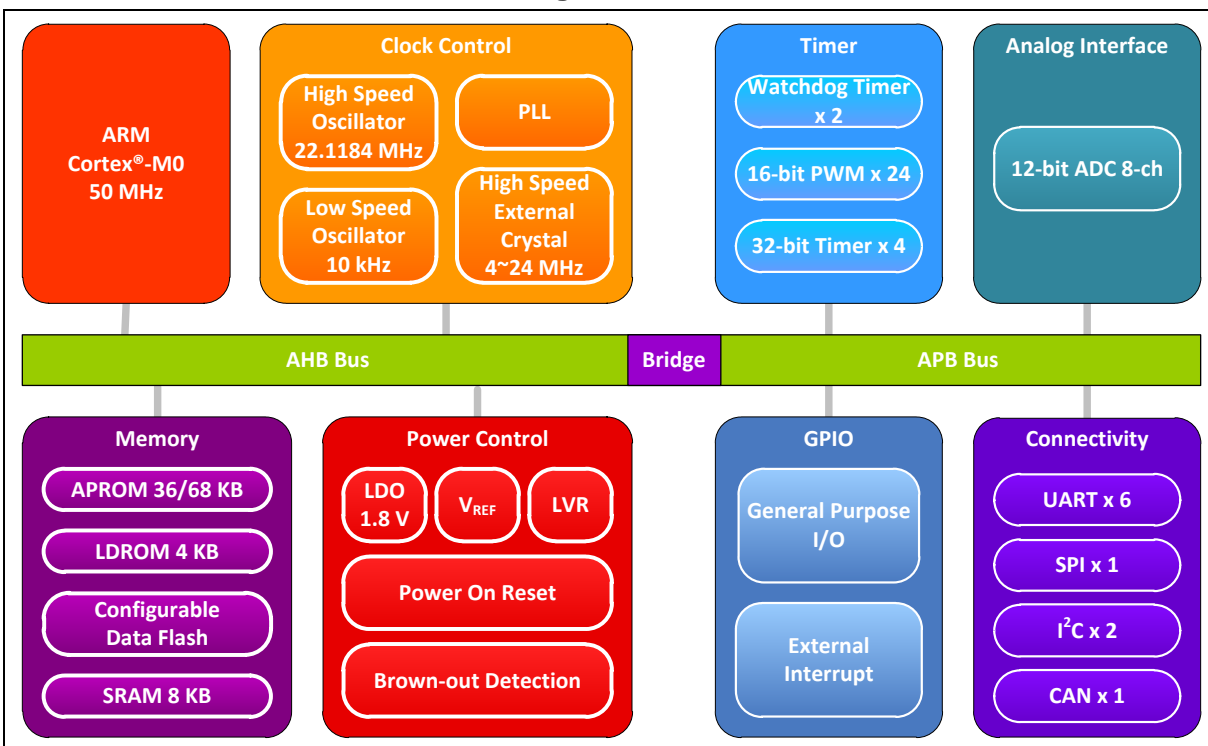 ARM
Cortex®-M0
50 MHz
Clock Control
High Speed
Oscillator
22.1184 MHz
PLL
Low Speed
Oscillator
10 kHz
High Speed
External
Crystal
4~24 MHz
Timer
Watchdog Timer
x 2
16-bit PWM x 24
32-bit Timer x 4
Analog Interface
12-bit ADC 8-ch
AHB Bus
Bridge
APB Bus
Memory
APROM 36/68 KB
LDROM 4 KB
Configurable
Data Flash
SRAM 8 KB
Power Control
LDO
1.8 V
VREF
LVR
Power On Reset
Brown-out Detection
GPIO
General Purpose
I/O
External
Interrupt
Connectivity
UART x 6
SPI x 1
I²C x 2
CAN x 1